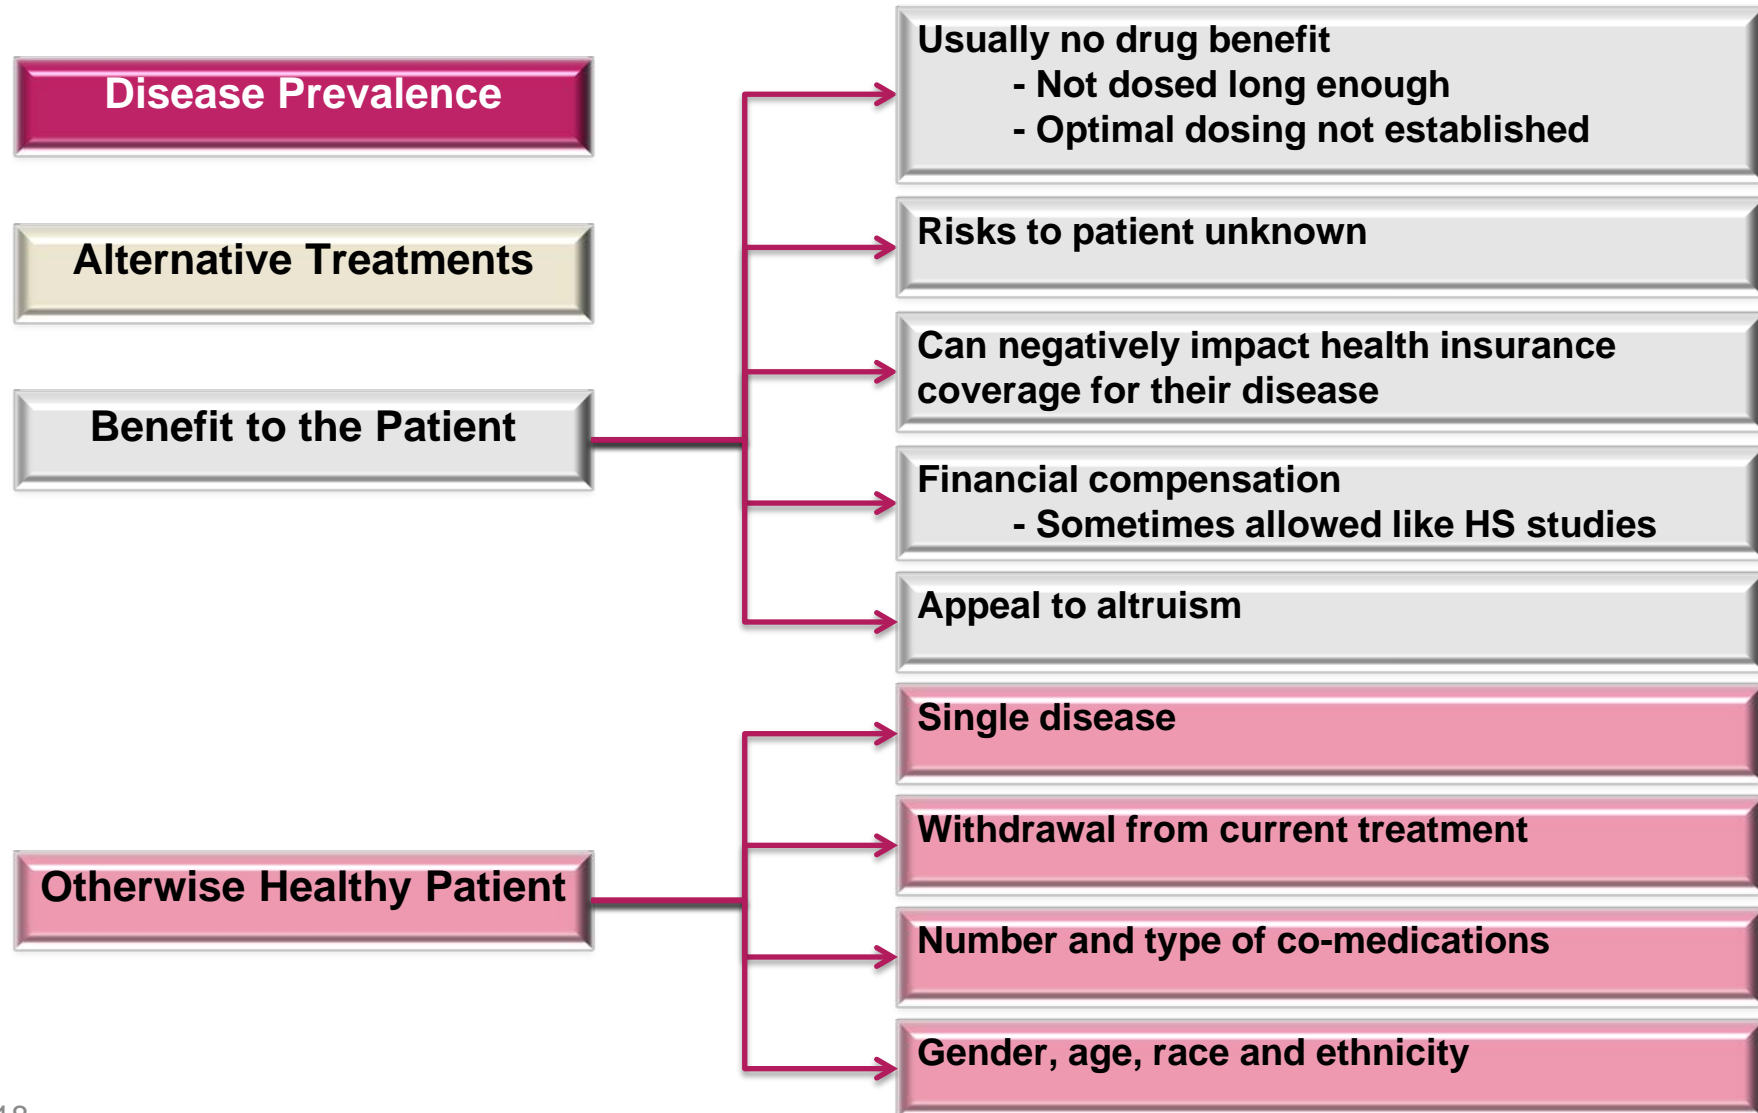 Disease Prevalence
Alternative Treatments
Benefit to the Patient
Usually no drug benefit
- Not dosed long enough
- Optimal dosing not established
Risks to patient unknown
Can negatively impact health insurance
coverage for their disease
Financial compensation
- Sometimes allowed like HS studies
Appeal to altruism
Otherwise Healthy Patient
Single disease
Withdrawal from current treatment
Number and type of co-medications
Gender, age, race and ethnicity